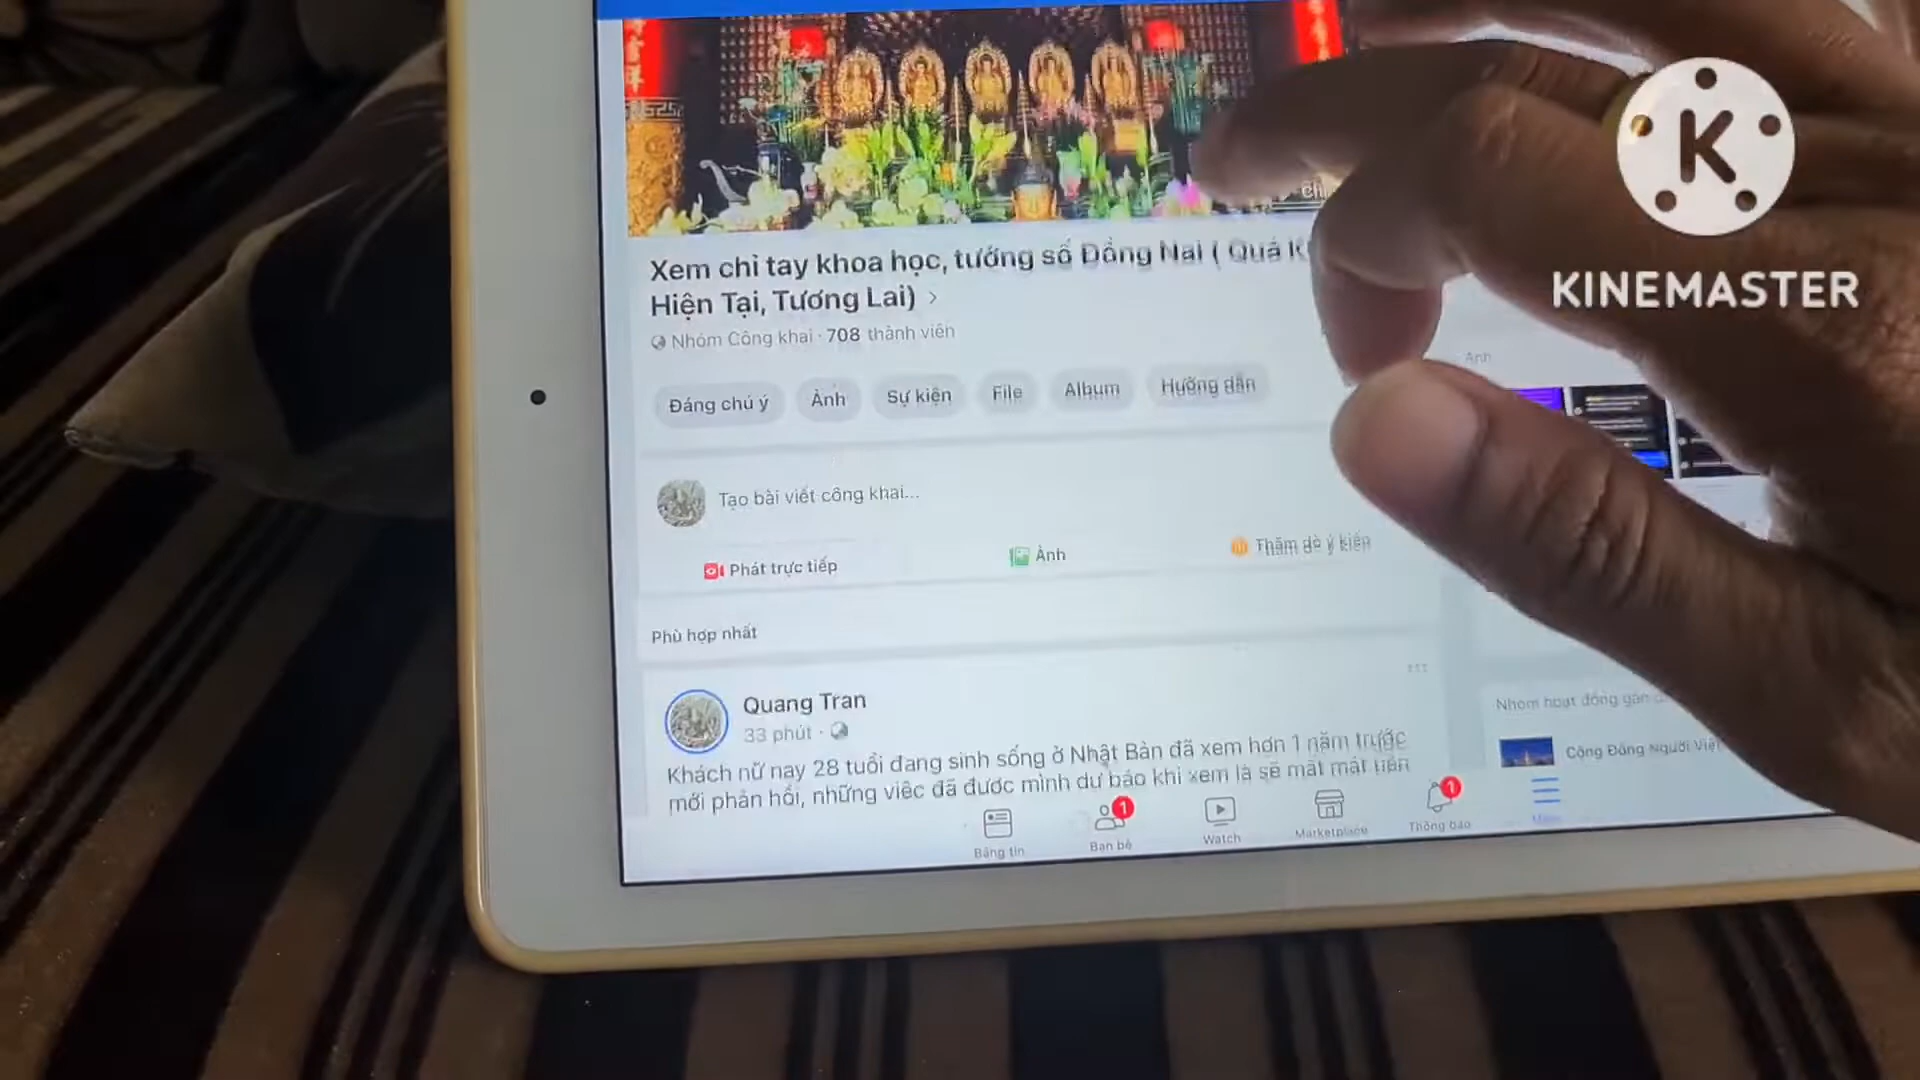 Xem chỉ tay khoa học, tướng số Đồng Nai ( Quá K
Hiện Tại, Tương Lai) >
Nhóm Công khai · 708 thành viên
Đáng chú ý
Ảnh
Sự kiện
File
Album
Hướng dẫn
Tạo bài viết công khai...
Phát trực tiếp
Ảnh
Thăm dò ý kiến
Phù hợp nhất
Quang Tran
33 phút ·
Khách nữ nay 28 tuổi đang sinh sống ở Nhật Bản đã xem hơn 1 năm trước
mới phản hồi, những việc đã được mình dự báo khi xem là sẽ mất mát tiền
Bảng tin
Bạn bè
1
Watch
Marketplace
Thông báo
1
Menu
Ảnh
Nhóm hoạt động gần
Cộng Đồng Người Việt
K
KINEMASTER